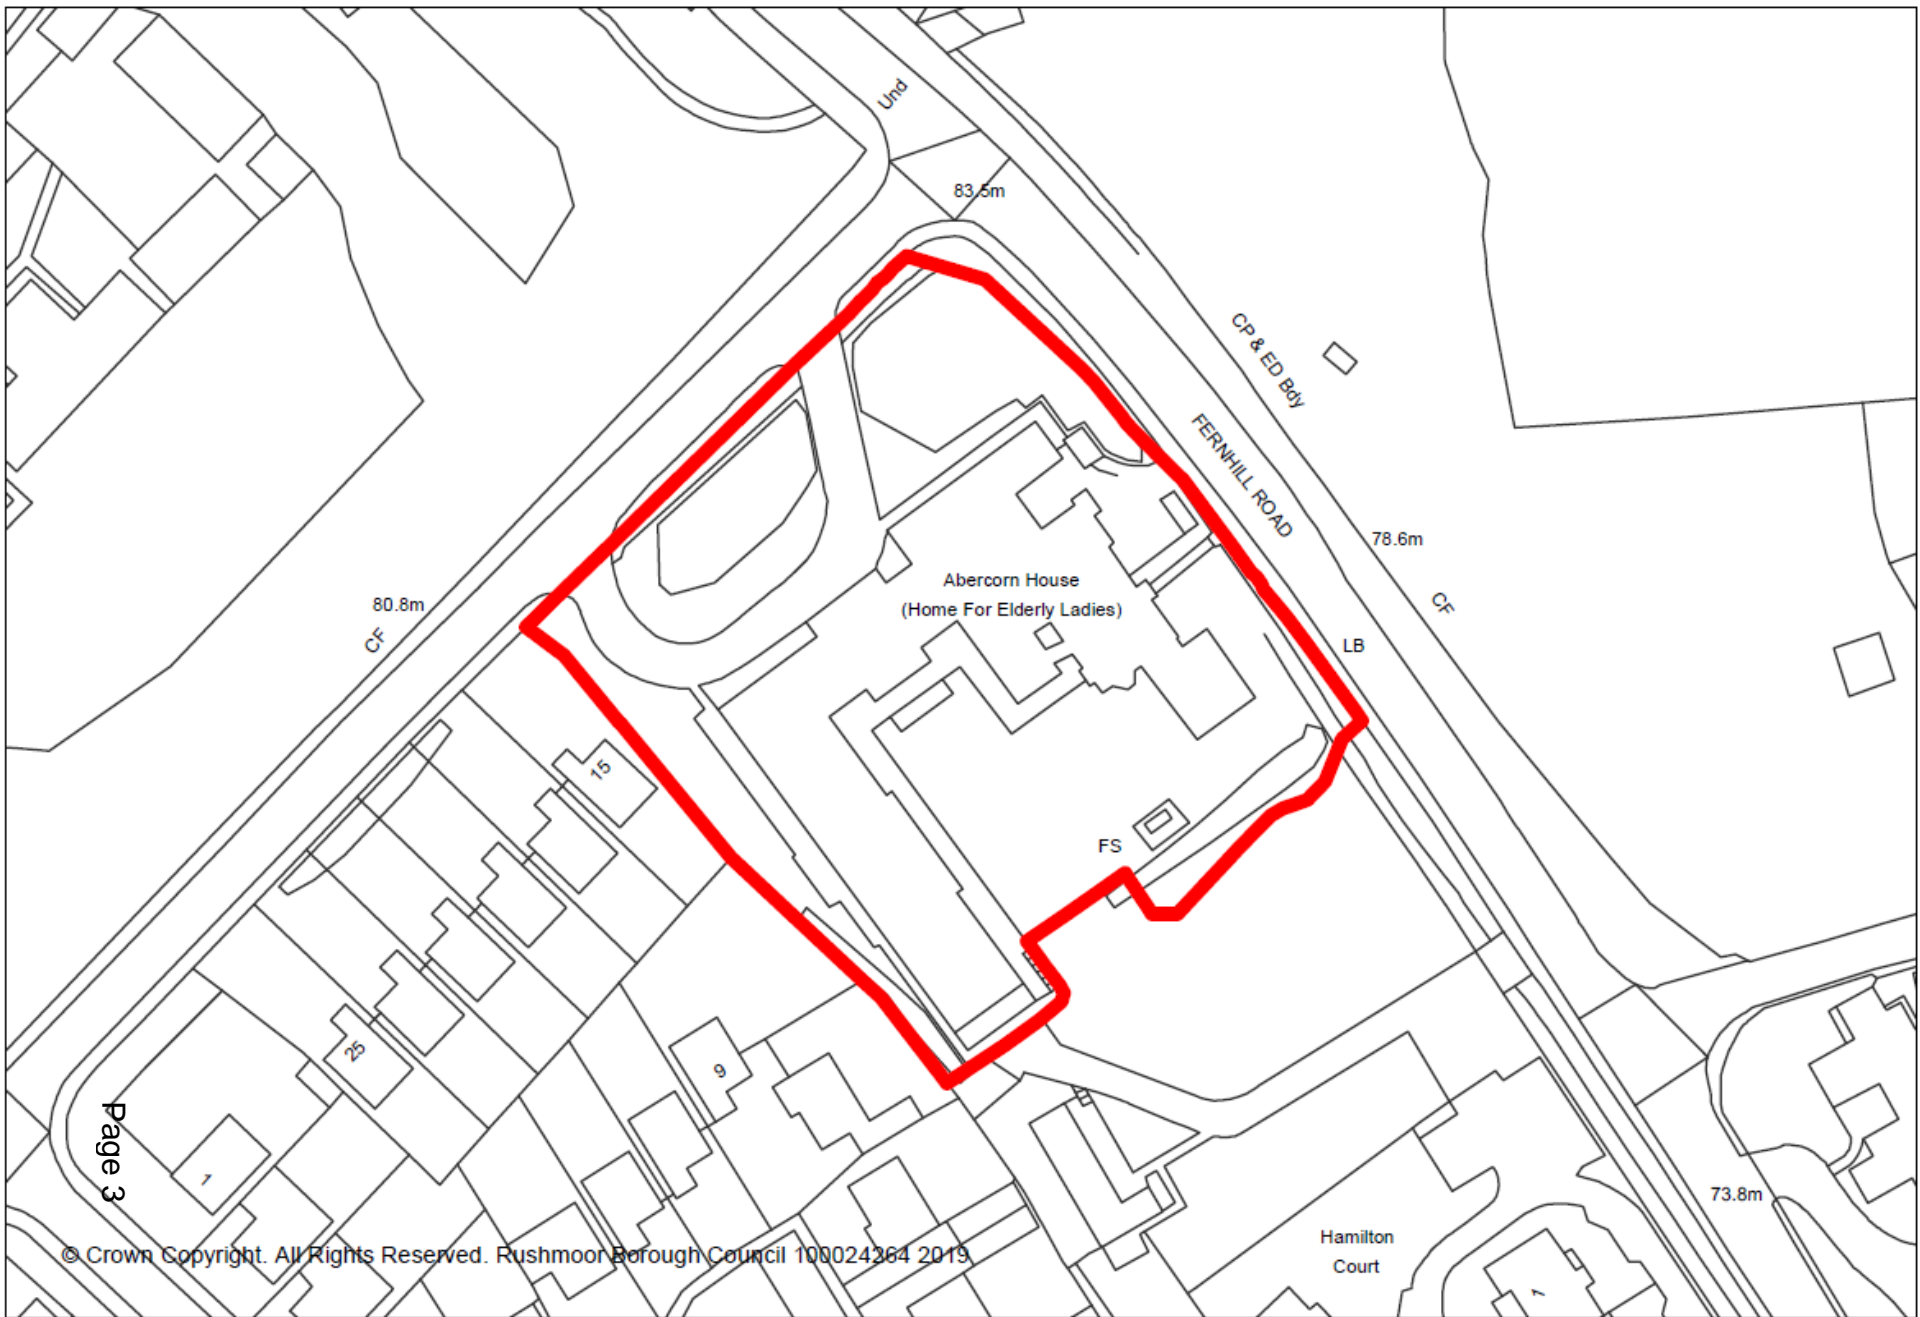 Und
83.5m
CP & ED Bdy
FERNHILL ROAD
78.6m
CF
Abercorn House
(Home For Elderly Ladies)
80.8m
CF
LB
15
FS
25
9
1
Page 3
73.8m
Hamilton
Court
1
© Crown Copyright. All Rights Reserved. Rushmoor Borough Council 100024264 2019